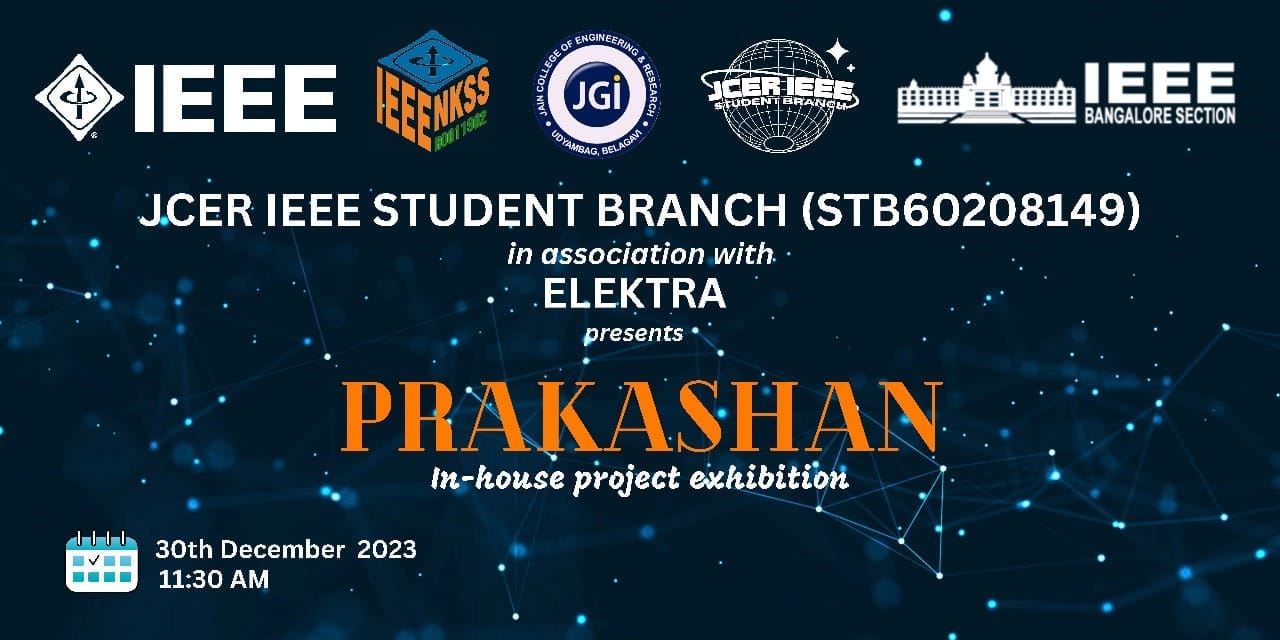 IEEE
IEEE NKSS
JAIN COLLEGE OF ENGINEERING & RESEARCH
JGi
UDYAMBAG, BELAGAVI
JCER-IEEE
STUDENT BRANCH
IEEE
BANGALORE SECTION
JCER IEEE STUDENT BRANCH (STB60208149)
in association with
ELEKTRA
presents
PRAKASHAN
In-house project exhibition
30th December 2023
11:30 AM